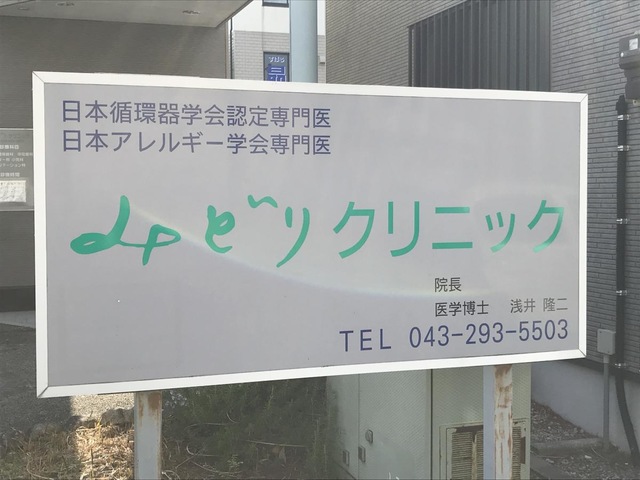 日本循環器学会認定専門医
日本アレルギー学会専門医
みどりクリニック
院長
医学博士 浅井 隆二
TEL 043-293-5503